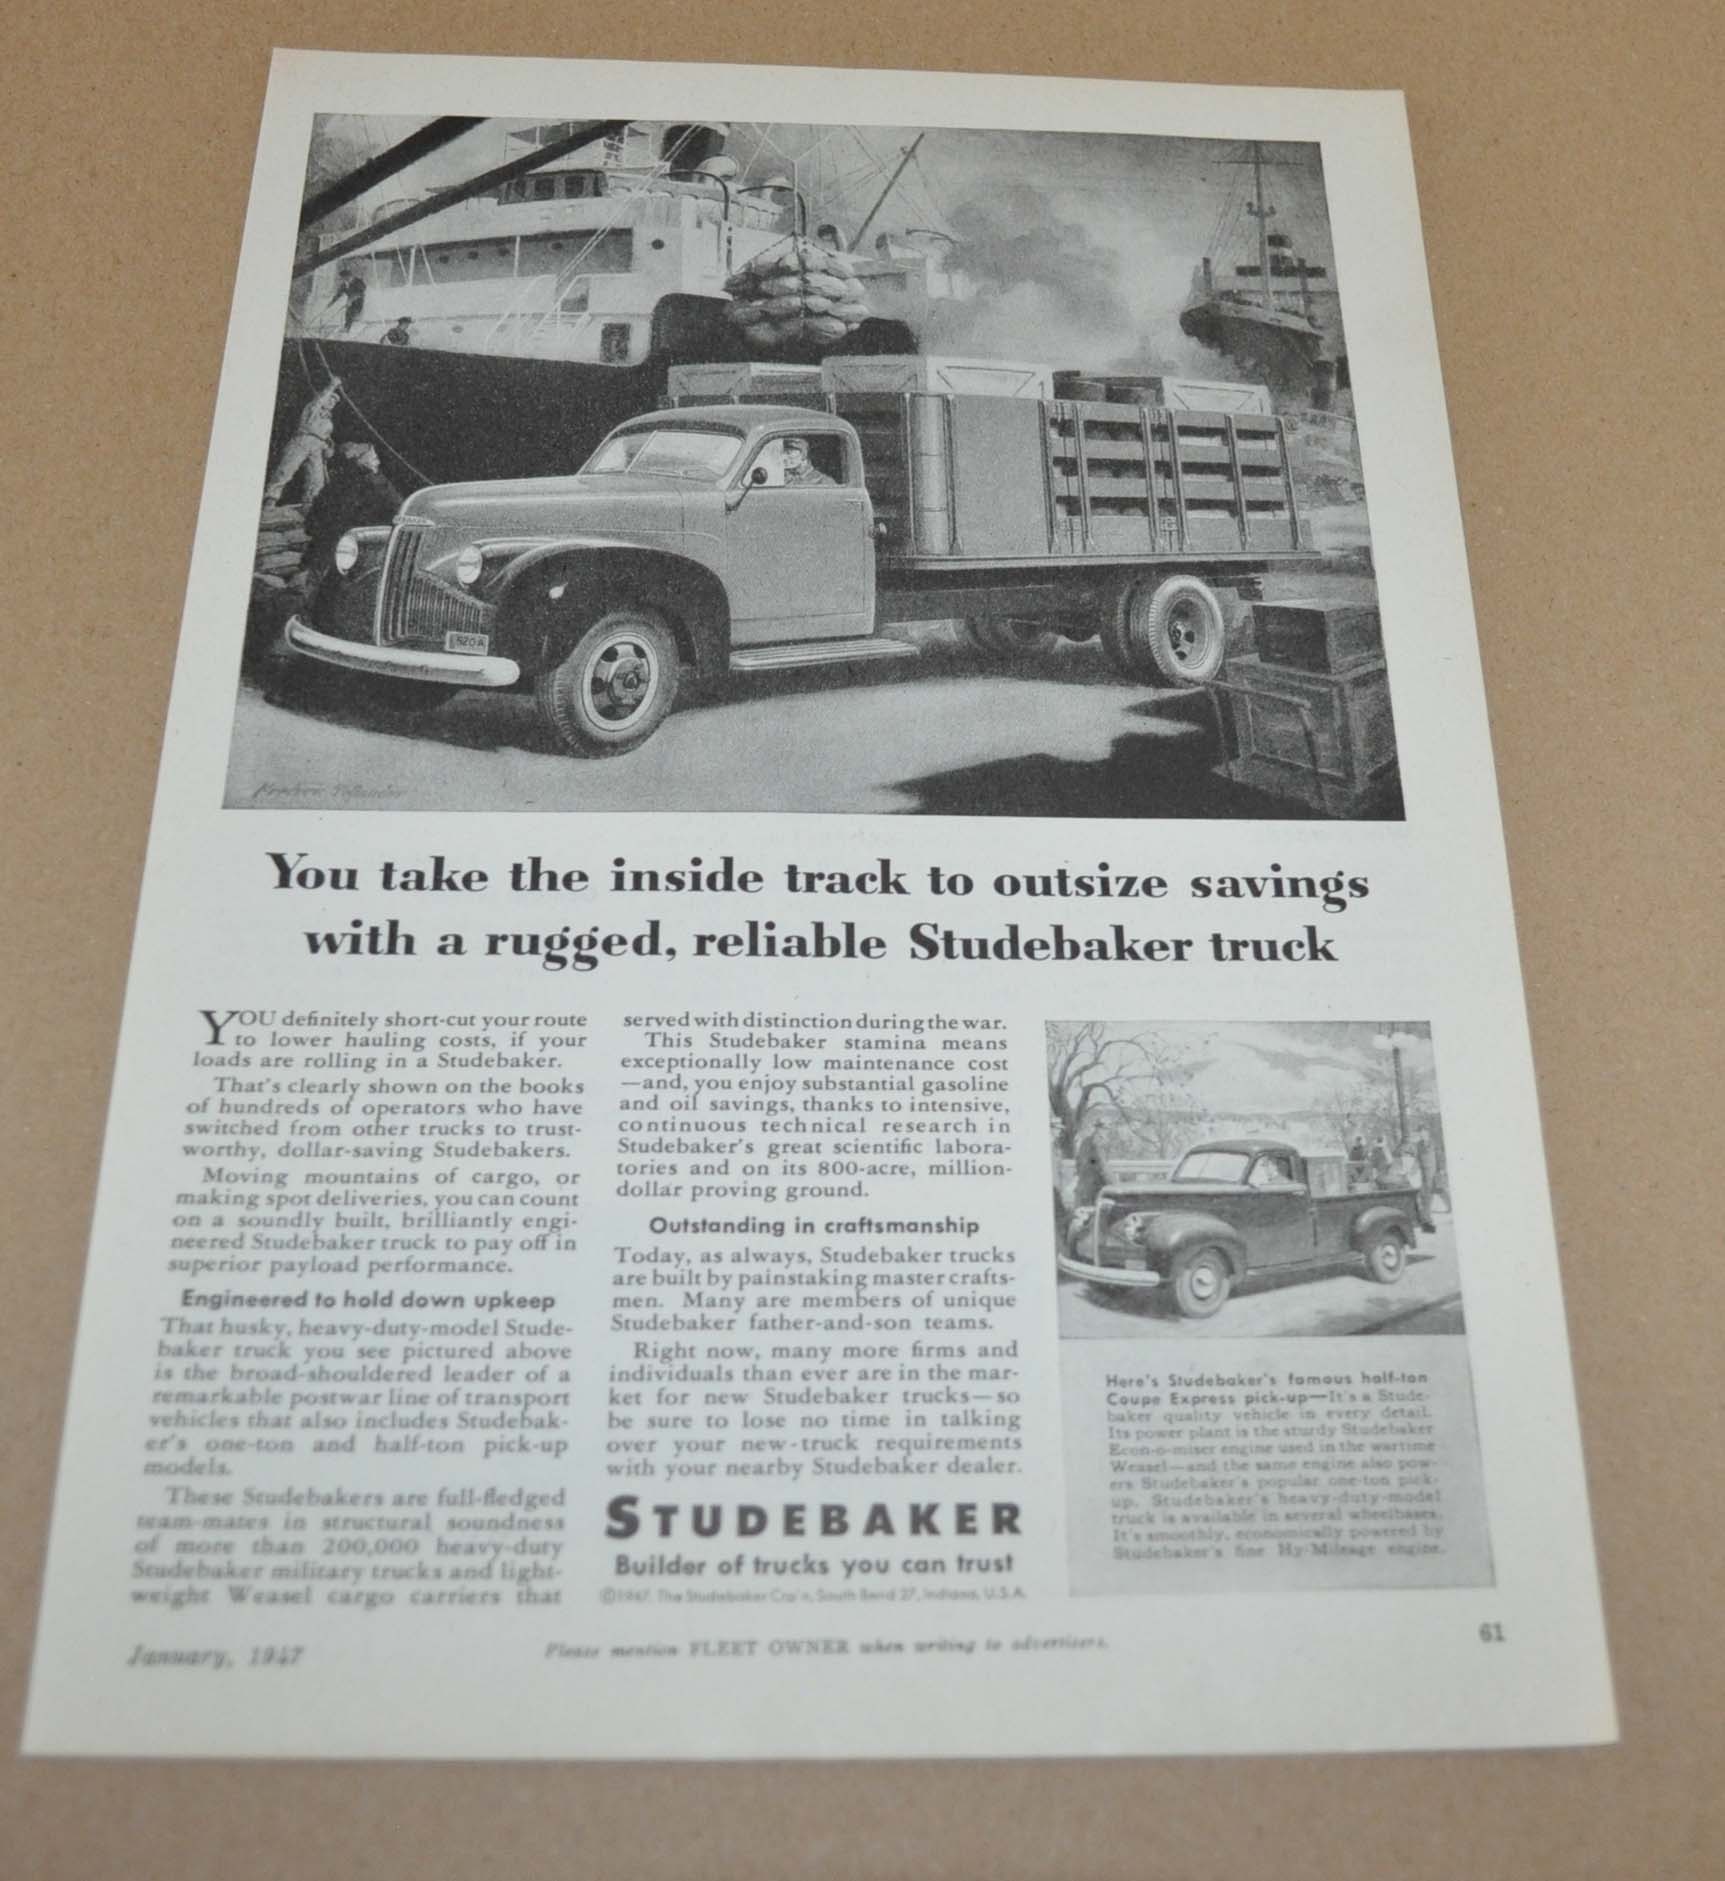 520A
You take the inside track to outsize savings
with a rugged, reliable Studebaker truck
YOU definitely short-cut your route
to lower hauling costs, if your
loads are rolling in a Studebaker.
That's clearly shown on the books
of hundreds of operators who have
switched from other trucks to trust-
worthy, dollar-saving Studebakers.
Moving mountains of cargo, or
making spot deliveries, you can count
on a soundly built, brilliantly engi-
neered Studebaker truck to pay off in
superior payload performance.
Engineered to hold down upkeep
That husky, heavy-duty-model Stude-
baker truck you see pictured above
is the broad-shouldered leader of a
remarkable postwar line of transport
vehicles that also includes Studebak-
er's one-ton and half-ton pick-up
models.
These Studebakers are full-fledged
team-mates in structural soundness
of more than 200,000 heavy-duty
Studebaker military trucks and light-
weight Weasel cargo carriers that
served with distinction during the war.
This Studebaker stamina means
exceptionally low maintenance cost
—and, you enjoy substantial gasoline
and oil savings, thanks to intensive,
continuous technical research in
Studebaker's great scientific labora-
tories and on its 800-acre, million-
dollar proving ground.
Outstanding in craftsmanship
Today, as always, Studebaker trucks
are built by painstaking master crafts-
men. Many are members of unique
Studebaker father-and-son teams.
Right now, many more firms and
individuals than ever are in the mar-
ket for new Studebaker trucks—so
be sure to lose no time in talking
over your new-truck requirements
with your nearby Studebaker dealer.
STUDEBAKER
Builder of trucks you can trust
©1947, The Studebaker Crp'n, South Bend 27, Indiana, U.S.A.
Here's Studebaker's famous half-ton
Coupe Express pick-up—It's a Stude-
baker quality vehicle in every detail.
Its power plant is the sturdy Studebaker
Econ-o-miser engine used in the wartime
Weasel—and the same engine also pow-
ers Studebaker's popular one-ton pick-
up. Studebaker's heavy-duty-model
truck is available in several wheelbases.
It's smoothly, economically powered by
Studebaker's fine Hy-Mileage engine.
January, 1947
Please mention FLEET OWNER when writing to advertisers.
61